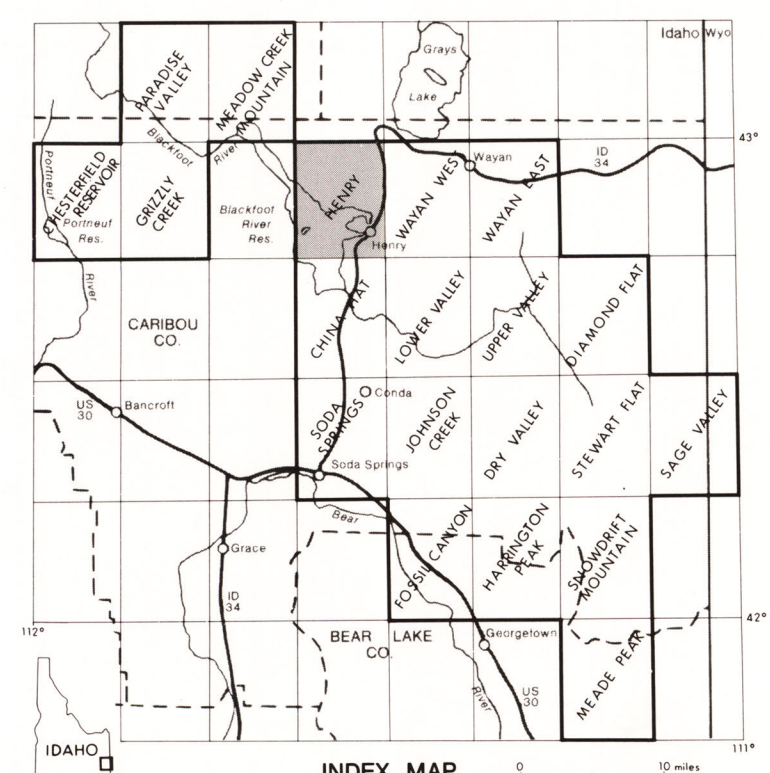 Idaho Wyo
Grays
Lake
PARADISE
VALLEY
MEADOW CREEK
MOUNTAIN
43°
Blackfoot
River
Wayan
ID
34
Portneuf
CHESTERFIELD
RESERVOIR
GRIZZLY
CREEK
HENRY
WAYAN WEST
WAYAN EAST
Portneuf
Res.
Blackfoot
River
Res.
Henry
River
CARIBOU
CO.
CHINA HAT
LOWER VALLEY
UPPER VALLEY
DIAMOND FLAT
US
30
Bancroft
Conda
SODA
SPRINGS
JOHNSON
CREEK
DRY VALLEY
STEWART FLAT
SAGE VALLEY
Soda Springs
Bear
Grace
FOSSIL CANYON
HARRINGTON
PEAK
SNOWDRIFT
MOUNTAIN
ID
34
112°
42°
BEAR LAKE
CO.
Georgetown
River
US
30
MEADE PEAK
111°
IDAHO
INDEX MAP
0 10 miles